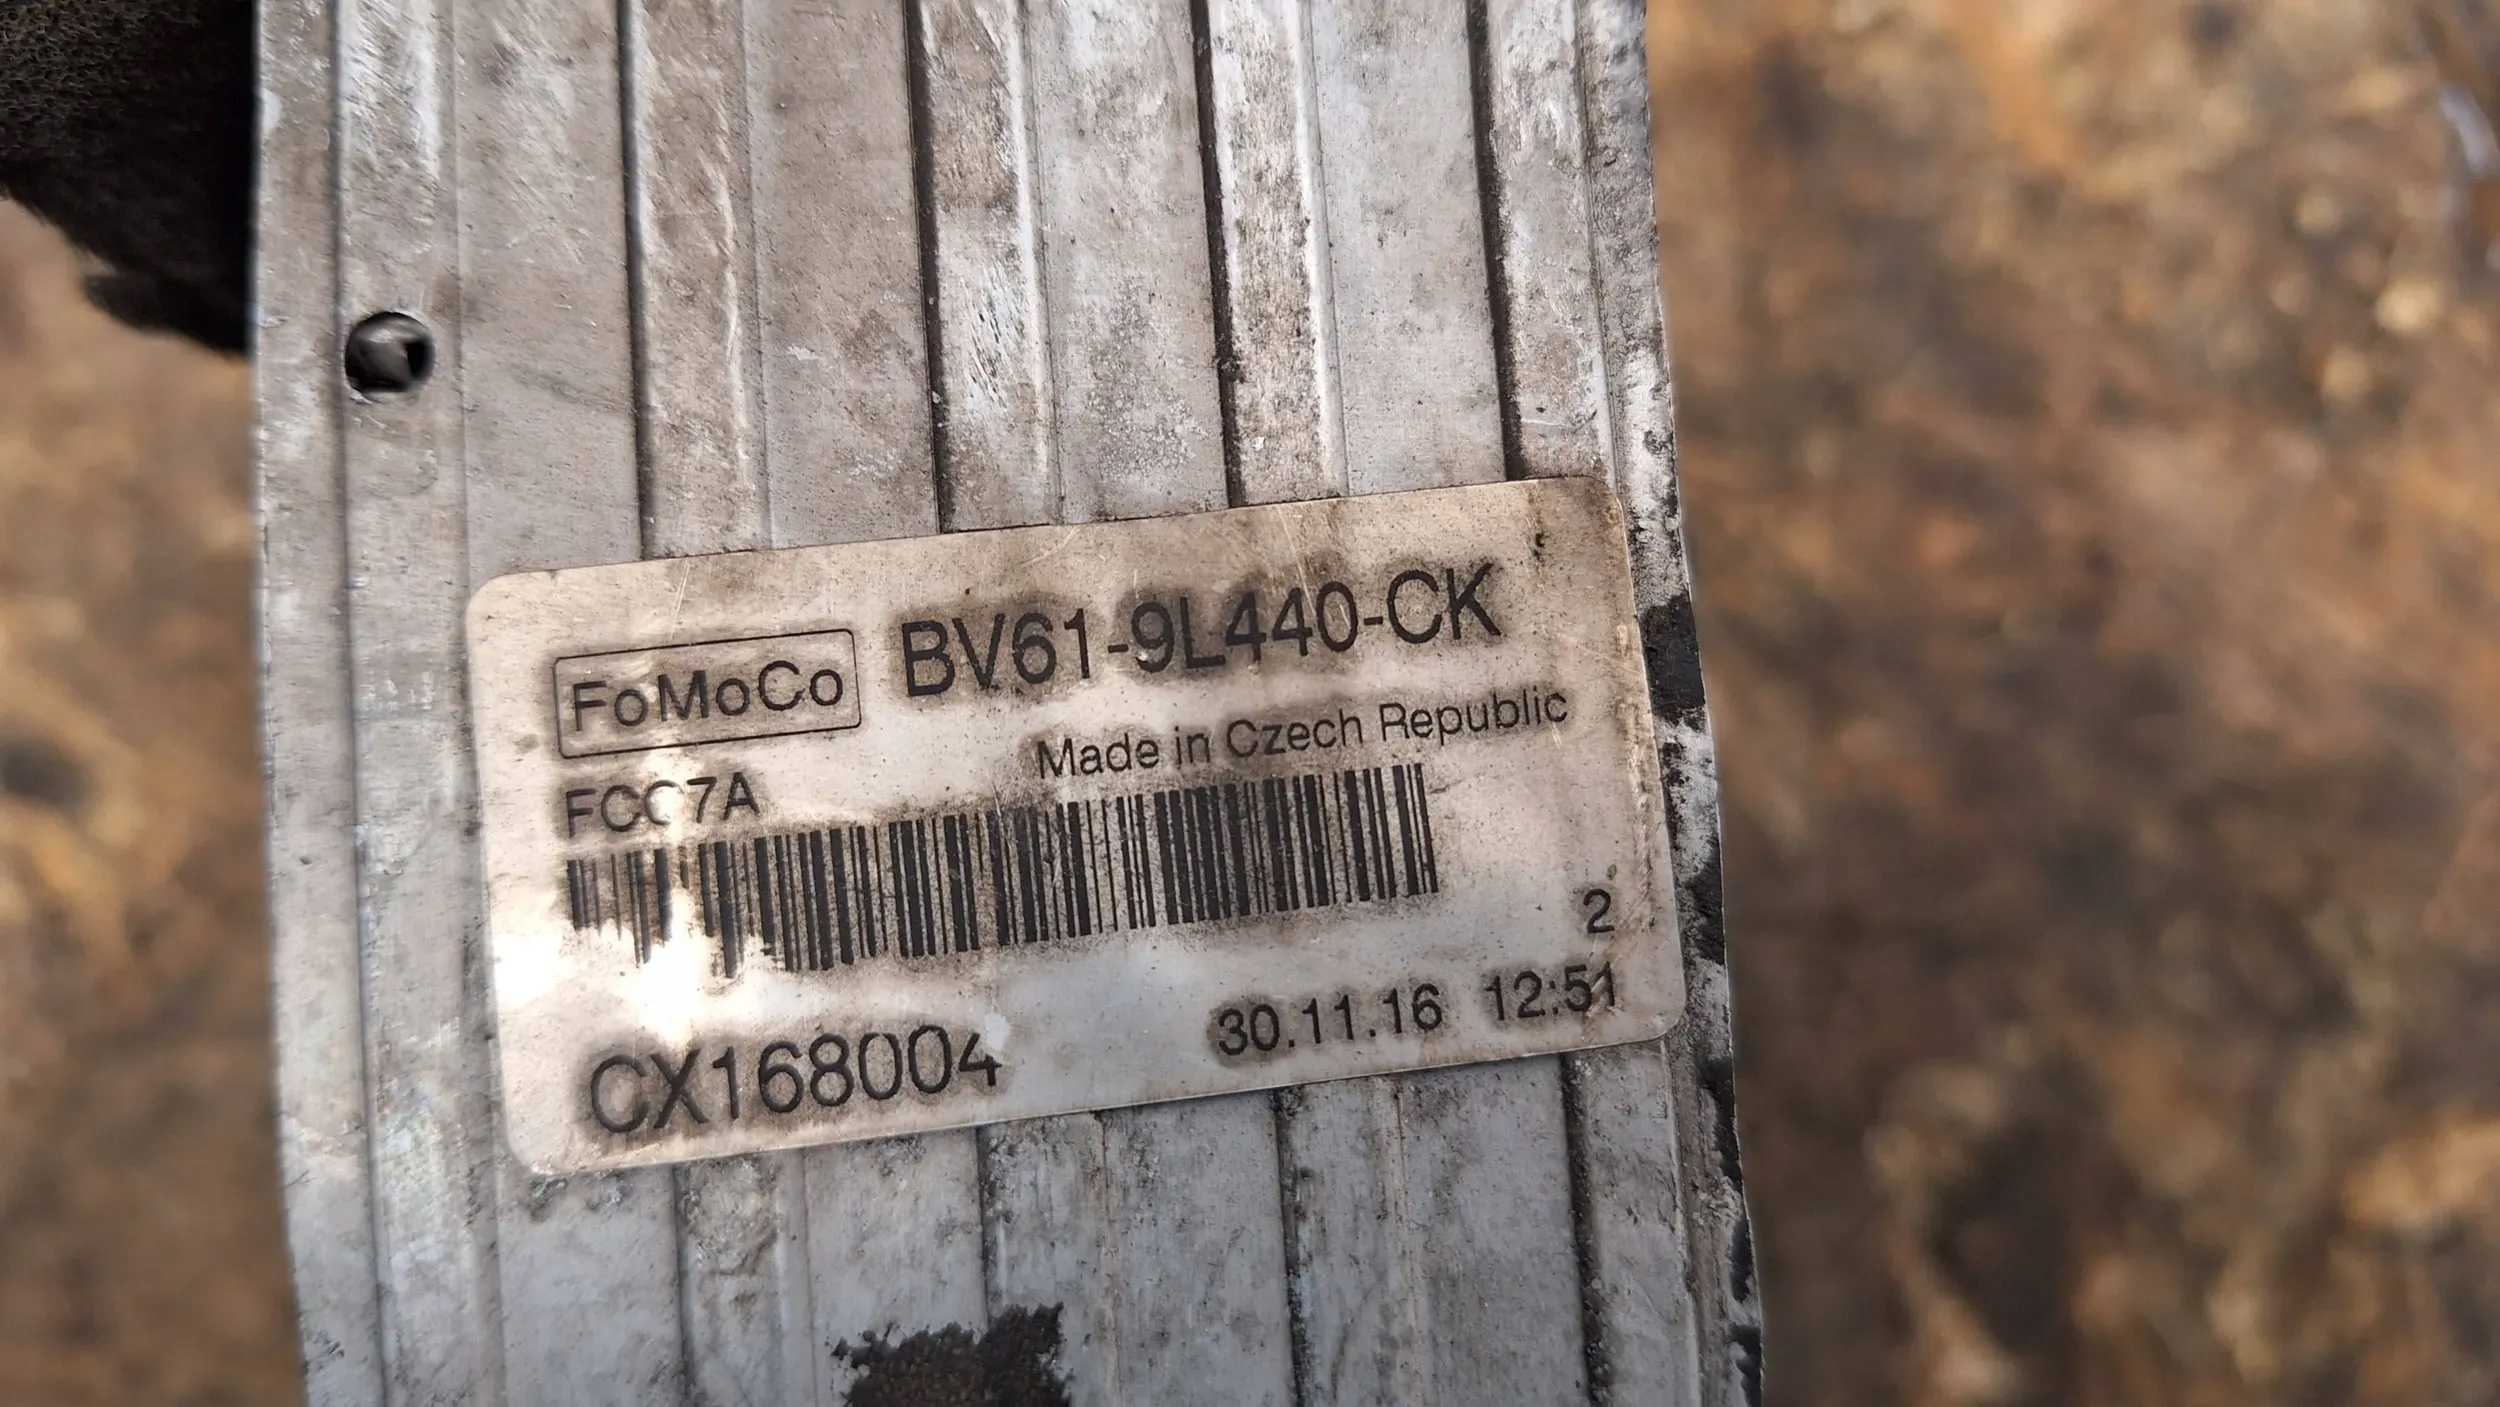 FoMoCo BV61-9L440-CK
Made in Czech Republic
FCC7A
2
CX168004 30.11.16 12:51